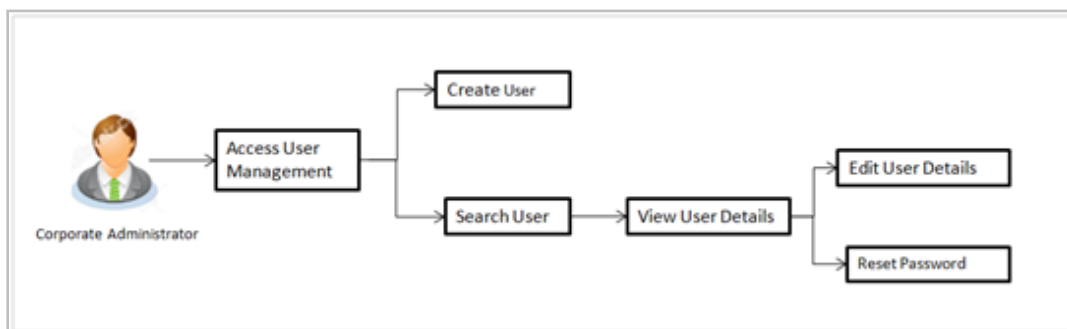 Create User
Access User
Management
Edit User Details
Search User
View User Details
Corporate Administrator
Reset Password